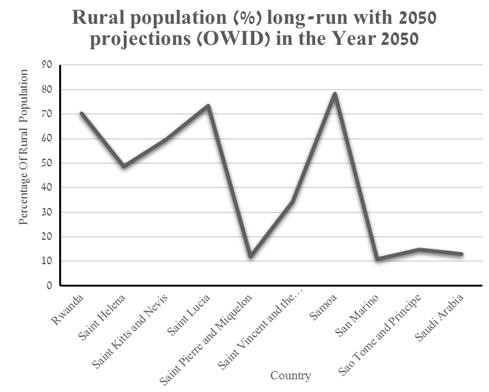 Rural population (%) long-run with 2050
projections (OWID) in the Year 2050
Percentage Of Rural Population
90
80
70
60
50
40
30
20
10
0
Rwanda
Saint Helena
Saint Kitts and Nevis
Saint Lucia
Saint Pierre and Miquelon
Saint Vincent and the...
Samoa
San Marino
Sao Tome and Principe
Saudi Arabia
Country